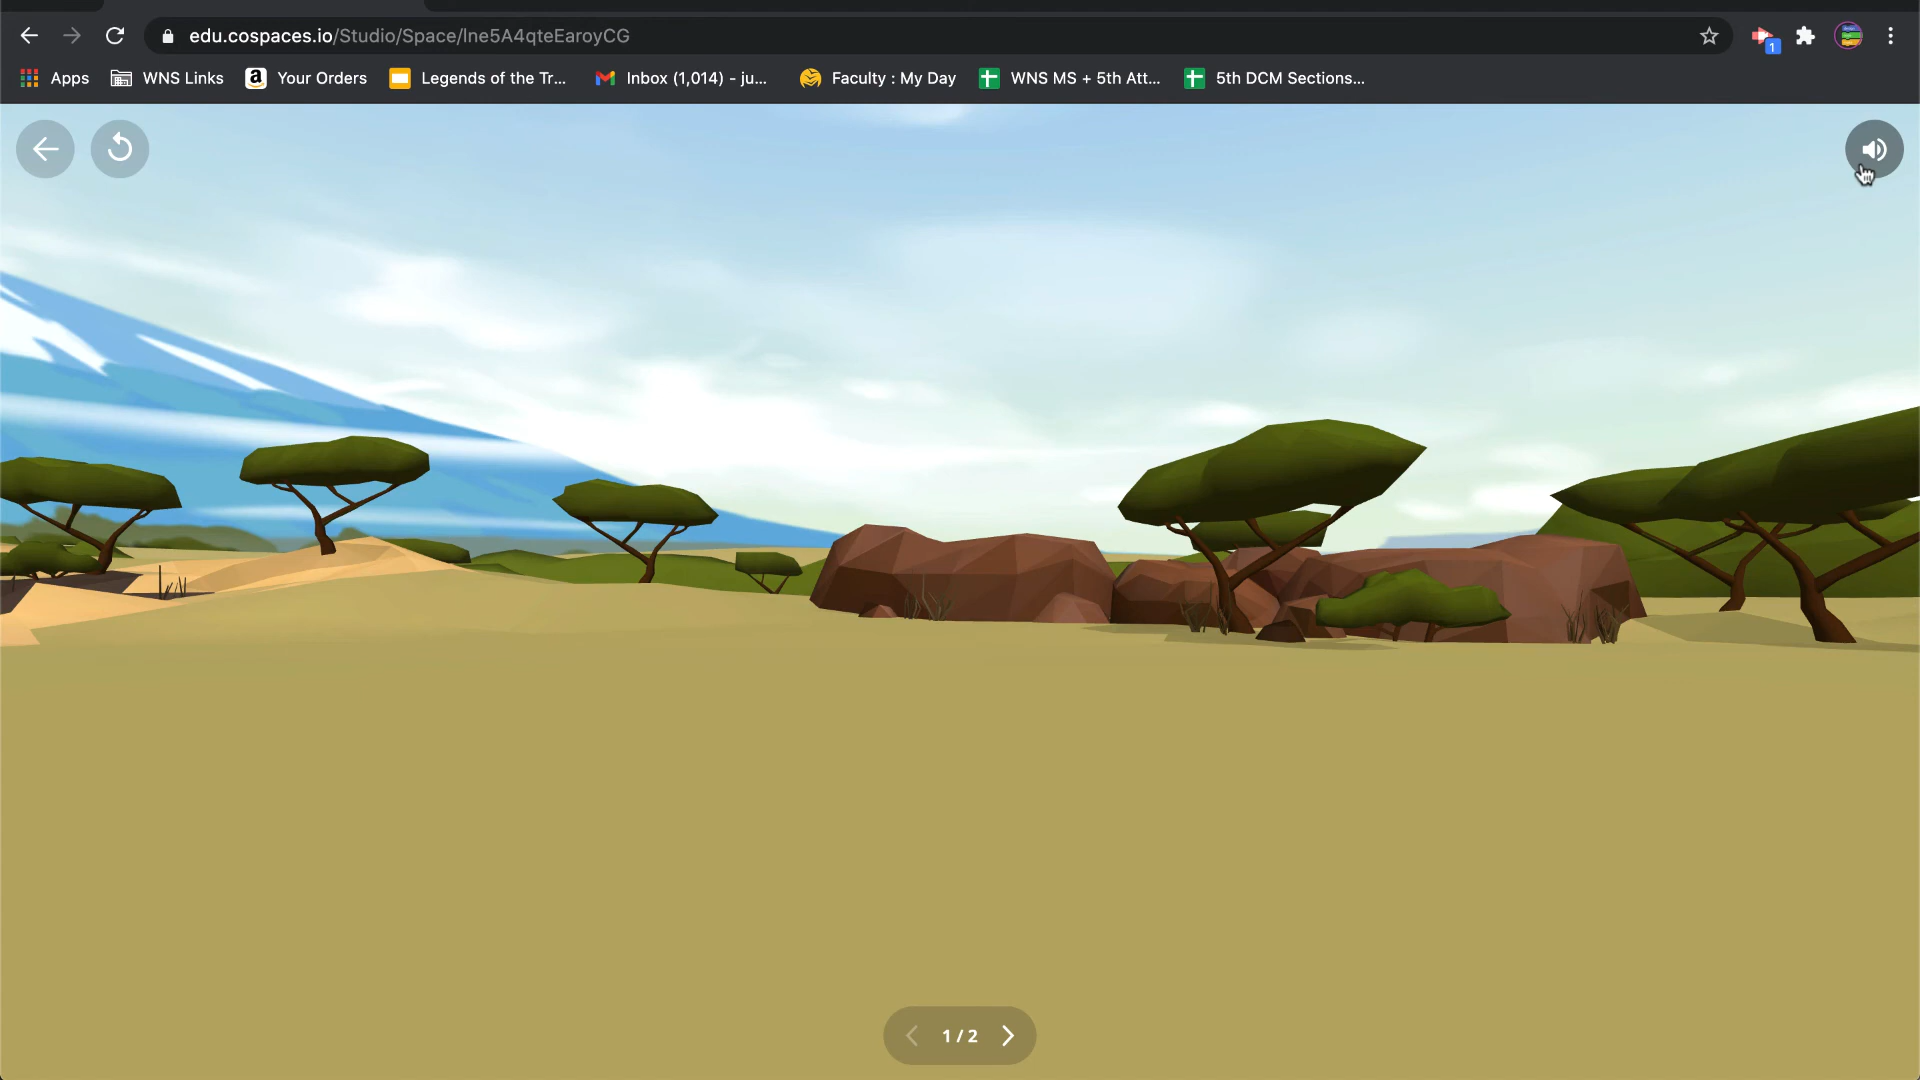 edu.cospaces.io/Studio/Space/Ine5A4qteEaroyCG
1
Apps WNS Links Your Orders Legends of the Tr... Inbox (1,014) - ju... Faculty : My Day WNS MS + 5th Att... 5th DCM Sections...
1 / 2